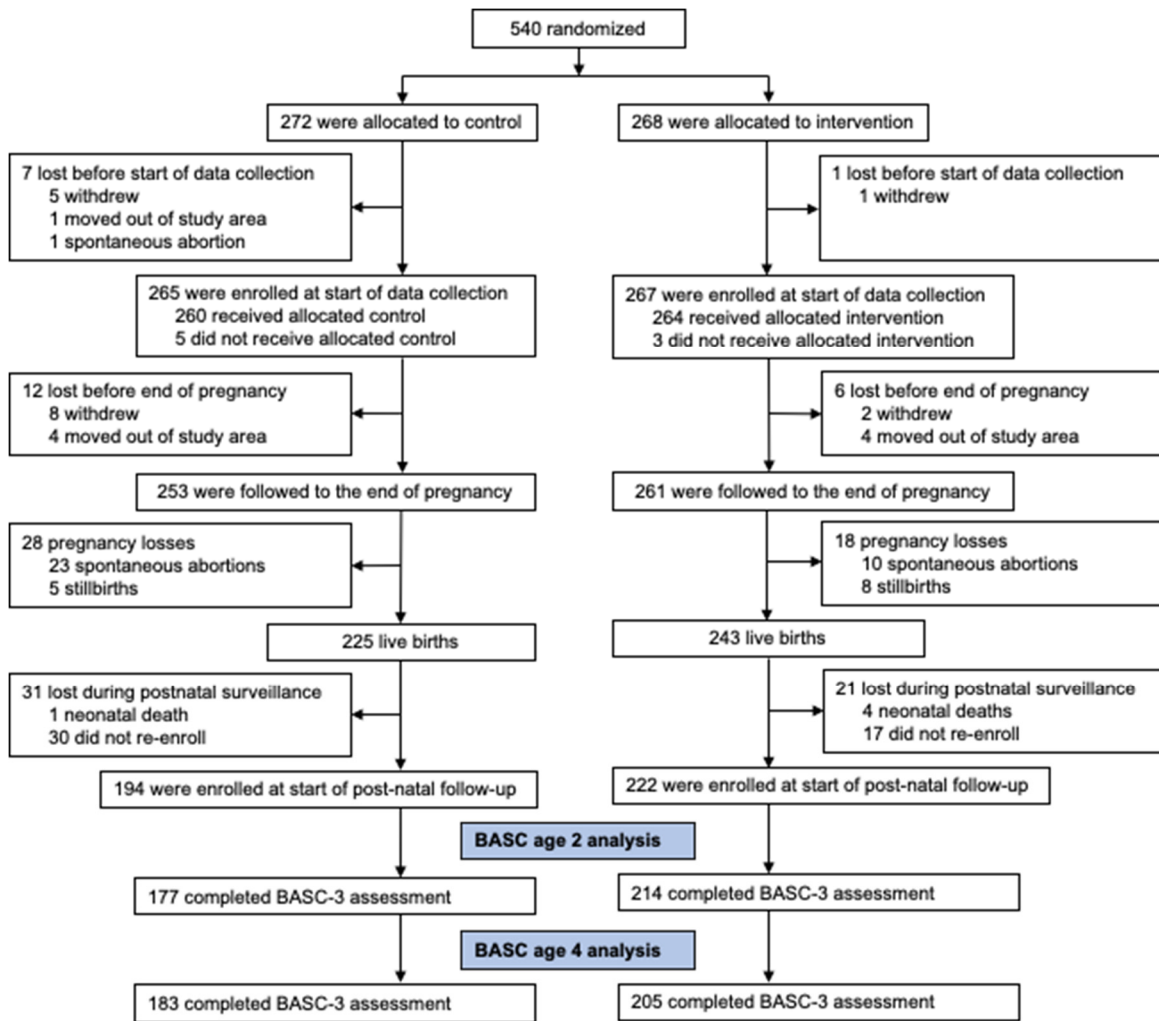 540 randomized
272 were allocated to control
268 were allocated to intervention
7 lost before start of data collection
5 withdrew
1 moved out of study area
1 spontaneous abortion
1 lost before start of data collection
1 withdrew
265 were enrolled at start of data collection
260 received allocated control
5 did not receive allocated control
267 were enrolled at start of data collection
264 received allocated intervention
3 did not receive allocated intervention
12 lost before end of pregnancy
8 withdrew
4 moved out of study area
6 lost before end of pregnancy
2 withdrew
4 moved out of study area
253 were followed to the end of pregnancy
261 were followed to the end of pregnancy
28 pregnancy losses
23 spontaneous abortions
5 stillbirths
18 pregnancy losses
10 spontaneous abortions
8 stillbirths
225 live births
243 live births
31 lost during postnatal surveillance
1 neonatal death
30 did not re-enroll
21 lost during postnatal surveillance
4 neonatal deaths
17 did not re-enroll
194 were enrolled at start of post-natal follow-up
222 were enrolled at start of post-natal follow-up
BASC age 2 analysis
177 completed BASC-3 assessment
214 completed BASC-3 assessment
BASC age 4 analysis
183 completed BASC-3 assessment
205 completed BASC-3 assessment